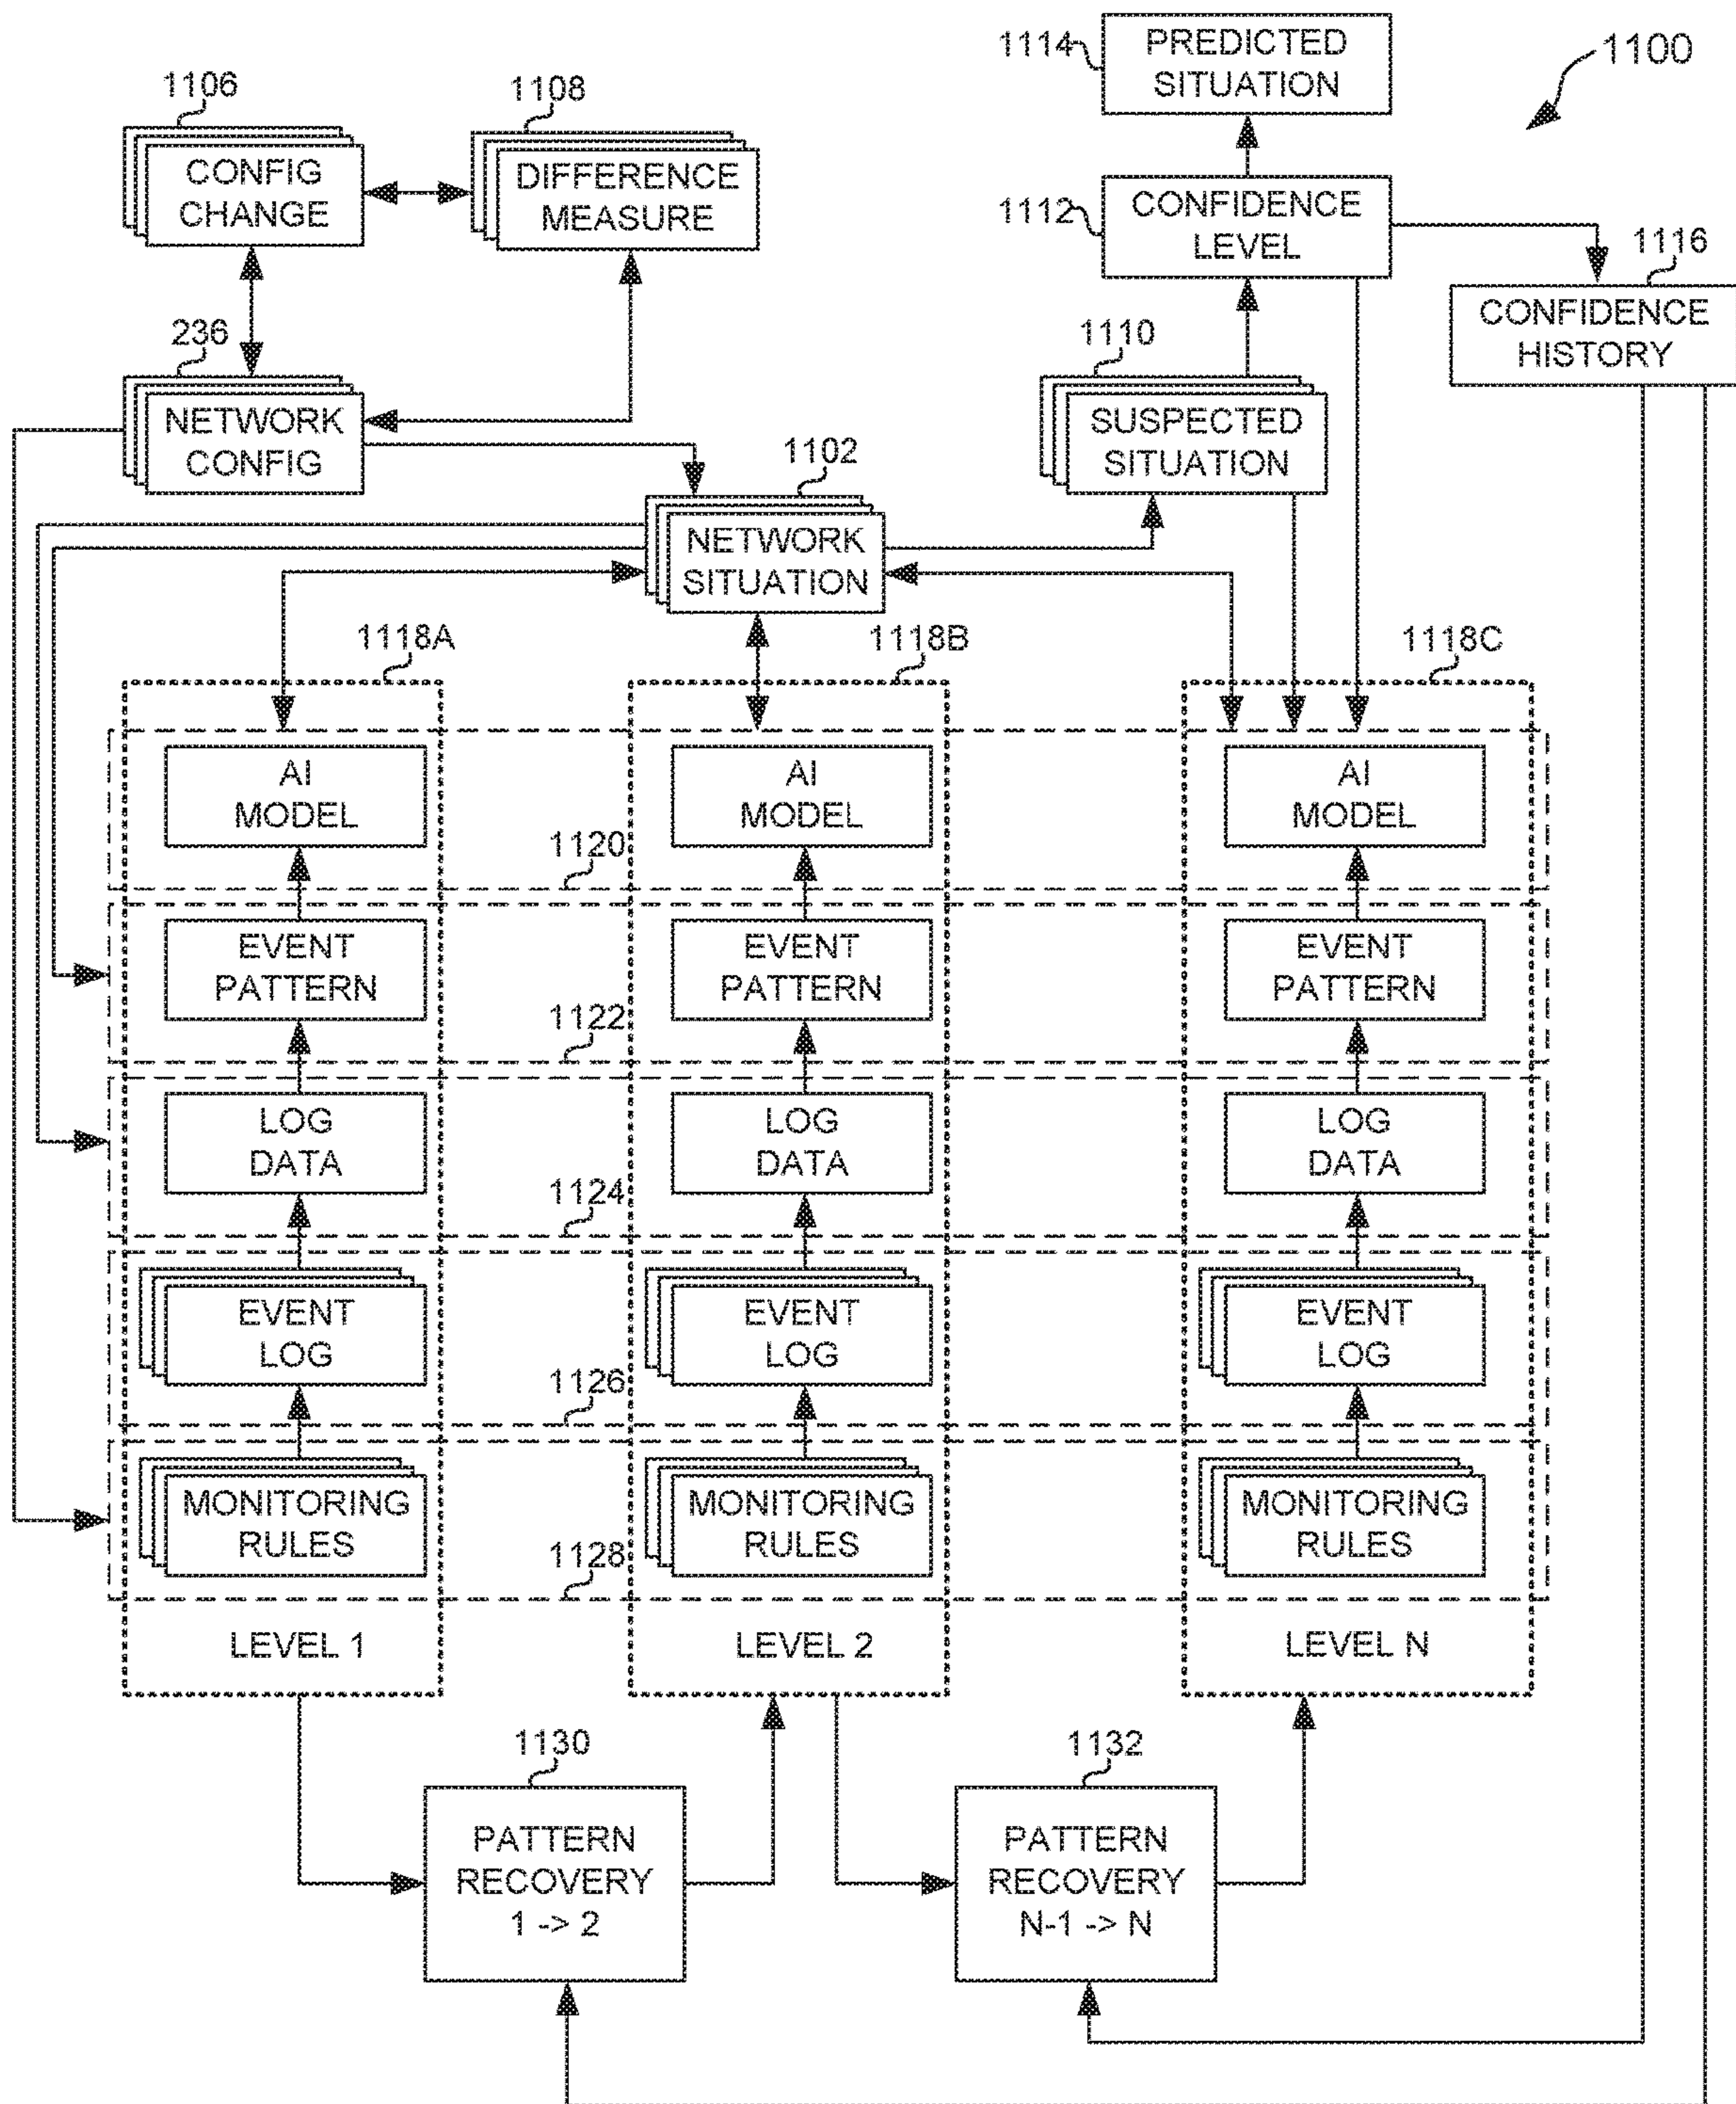 1100
1114
PREDICTED
SITUATION
1106
CONFIG
CHANGE
1108
DIFFERENCE
MEASURE
1112
CONFIDENCE
LEVEL
1116
CONFIDENCE
HISTORY
236
NETWORK
CONFIG
1110
SUSPECTED
SITUATION
1102
NETWORK
SITUATION
1118A
1118B
1118C
AI
MODEL
AI
MODEL
AI
MODEL
1120
EVENT
PATTERN
EVENT
PATTERN
EVENT
PATTERN
1122
LOG
DATA
LOG
DATA
LOG
DATA
1124
EVENT
LOG
EVENT
LOG
EVENT
LOG
1126
MONITORING
RULES
MONITORING
RULES
MONITORING
RULES
1128
LEVEL 1
LEVEL 2
LEVEL N
1130
PATTERN
RECOVERY
1 -> 2
1132
PATTERN
RECOVERY
N-1 -> N